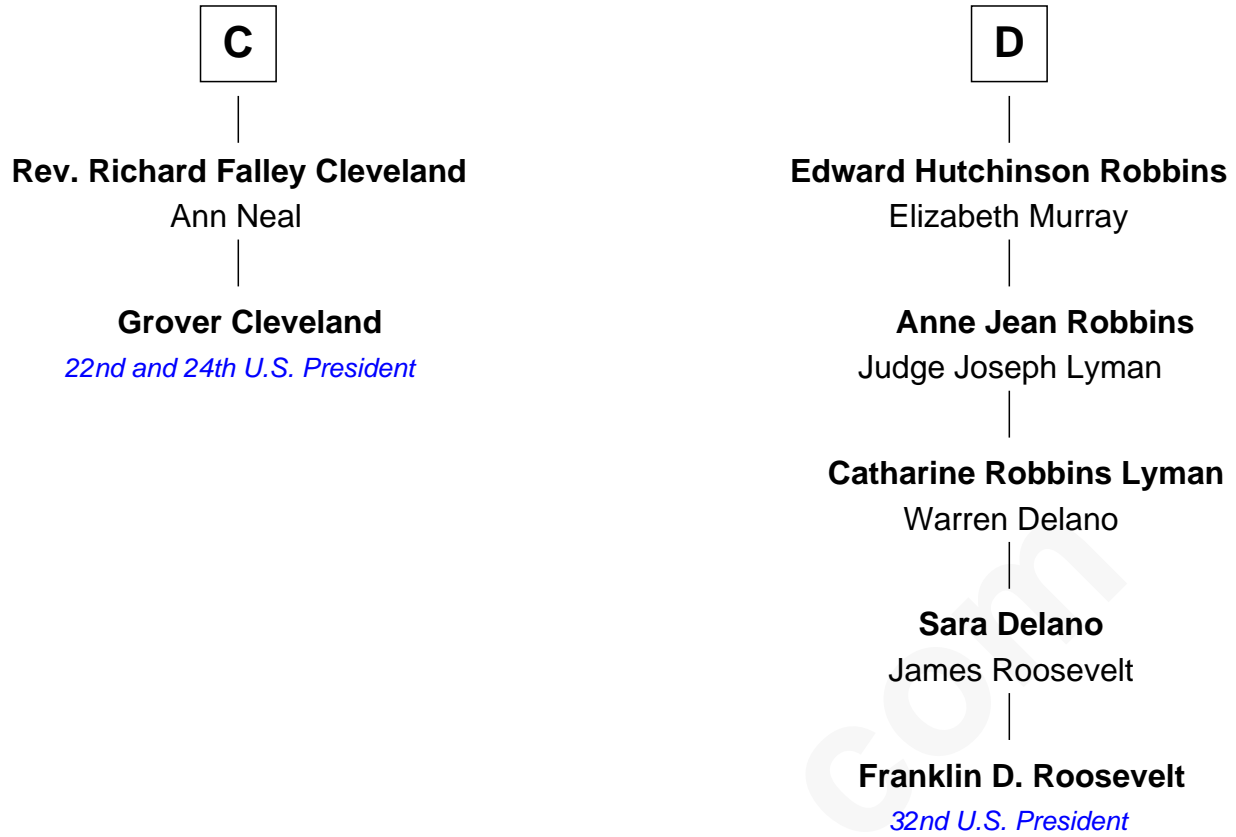 C
Rev. Richard Falley Cleveland
Ann Neal
Grover Cleveland
22nd and 24th U.S. President
D
Edward Hutchinson Robbins
Elizabeth Murray
Anne Jean Robbins
Judge Joseph Lyman
Catharine Robbins Lyman
Warren Delano
Sara Delano
James Roosevelt
Franklin D. Roosevelt
32nd U.S. President
com